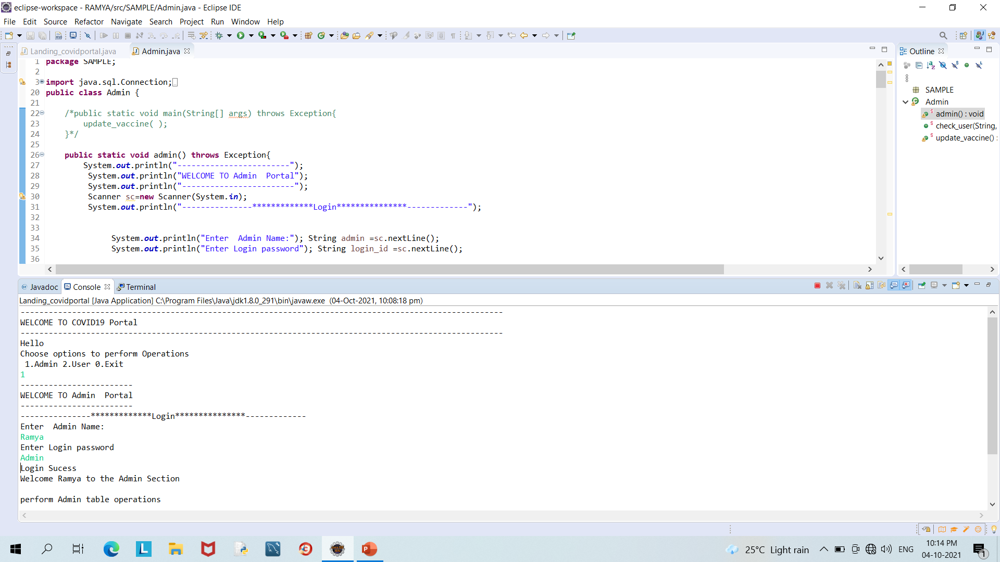 eclipse-workspace - RAMYA/src/SAMPLE/Admin.java - Eclipse IDE
File Edit Source Refactor Navigate Search Project Run Window Help
Landing_covidportal.java
Admin.java
1 package SAMPLE;
2
3 import java.sql.Connection;
20 public class Admin {
21
22 /*public static void main(String[] args) throws Exception{
23 update_vaccine( );
24 }*/
25
26 public static void admin() throws Exception{
27 System.out.println("------------------------");
28 System.out.println("WELCOME TO Admin  Portal");
29 System.out.println("------------------------");
30 Scanner sc=new Scanner(System.in);
31 System.out.println("---------------*************Login***************-------------");
32
33
34 System.out.println("Enter  Admin Name:"); String admin =sc.nextLine();
35 System.out.println("Enter Login password"); String login_id =sc.nextLine();
36
Outline
SAMPLE
Admin
admin() : void
check_user(String,
update_vaccine() :
@ Javadoc Console Terminal
Landing_covidportal [Java Application] C:\Program Files\Java\jdk1.8.0_291\bin\javaw.exe (04-Oct-2021, 10:08:18 pm)
-------------------------------------------------------------------------------------------------------
WELCOME TO COVID19 Portal
-------------------------------------------------------------------------------------------------------
Hello
Choose options to perform Operations
1.Admin 2.User 0.Exit
1
------------------------
WELCOME TO Admin  Portal
------------------------
---------------*************Login***************-------------
Enter  Admin Name:
Ramya
Enter Login password
Admin
Login Sucess
Welcome Ramya to the Admin Section
perform Admin table operations
25°C Light rain
ENG
10:14 PM
04-10-2021
1